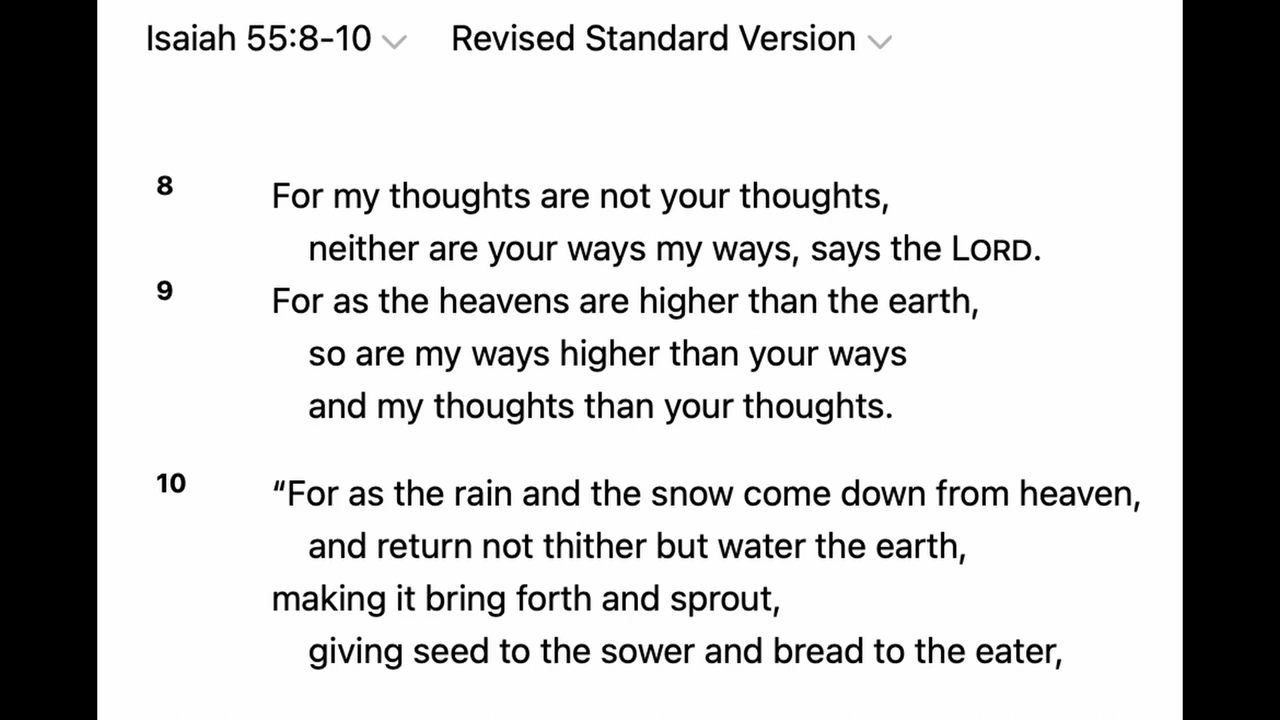 Isaiah 55:8-10 Revised Standard Version
8 For my thoughts are not your thoughts,
neither are your ways my ways, says the LORD.
9 For as the heavens are higher than the earth,
so are my ways higher than your ways
and my thoughts than your thoughts.
10 “For as the rain and the snow come down from heaven,
and return not thither but water the earth,
making it bring forth and sprout,
giving seed to the sower and bread to the eater,